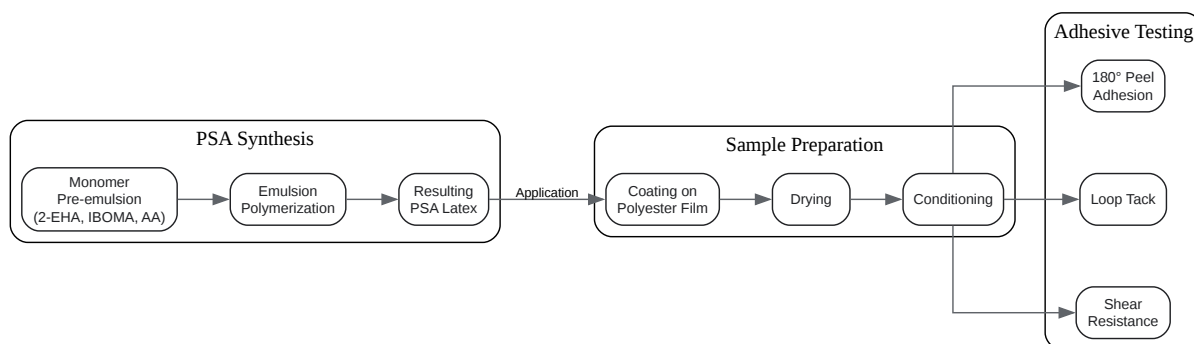 PSA Synthesis
Monomer
Pre-emulsion
(2-EHA, IBOMA, AA)
Emulsion
Polymerization
Resulting
PSA Latex
Application
Sample Preparation
Coating on
Polyester Film
Drying
Conditioning
Adhesive Testing
180° Peel
Adhesion
Loop Tack
Shear
Resistance